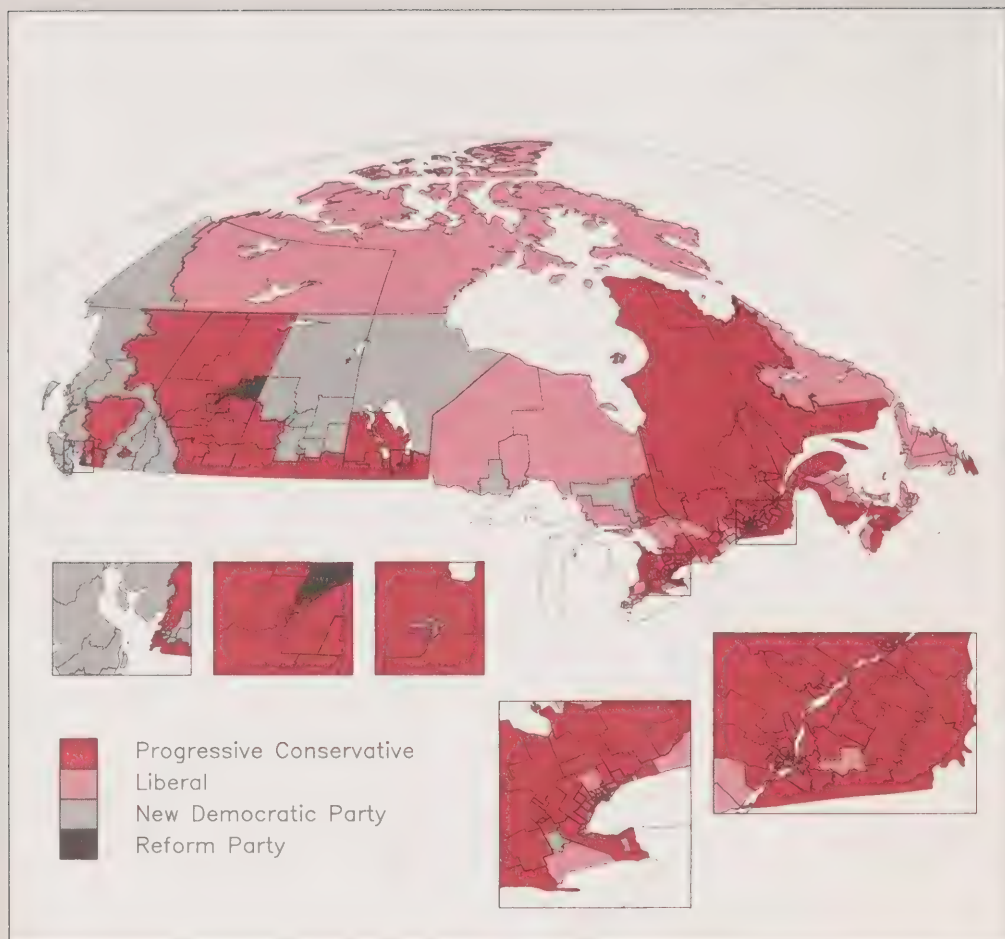 Progressive Conservative
Liberal
New Democratic Party
Reform Party